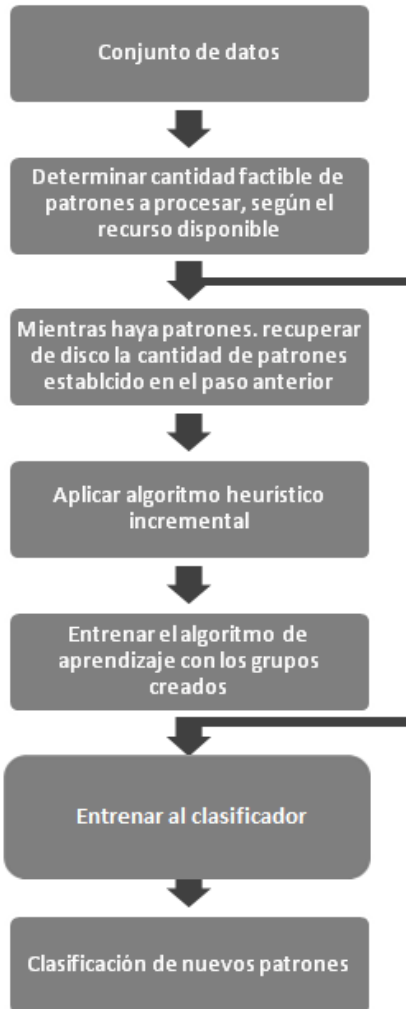 Conjunto de datos
Determinar cantidad factible de
patrones a procesar, según el
recurso disponible
Mientras haya patrones. recuperar
de disco la cantidad de patrones
establcido en el paso anterior
Aplicar algoritmo heurístico
incremental
Entrenar el algoritmo de
aprendizaje con los grupos
creados
Entrenar al clasificador
Clasificación de nuevos patrones